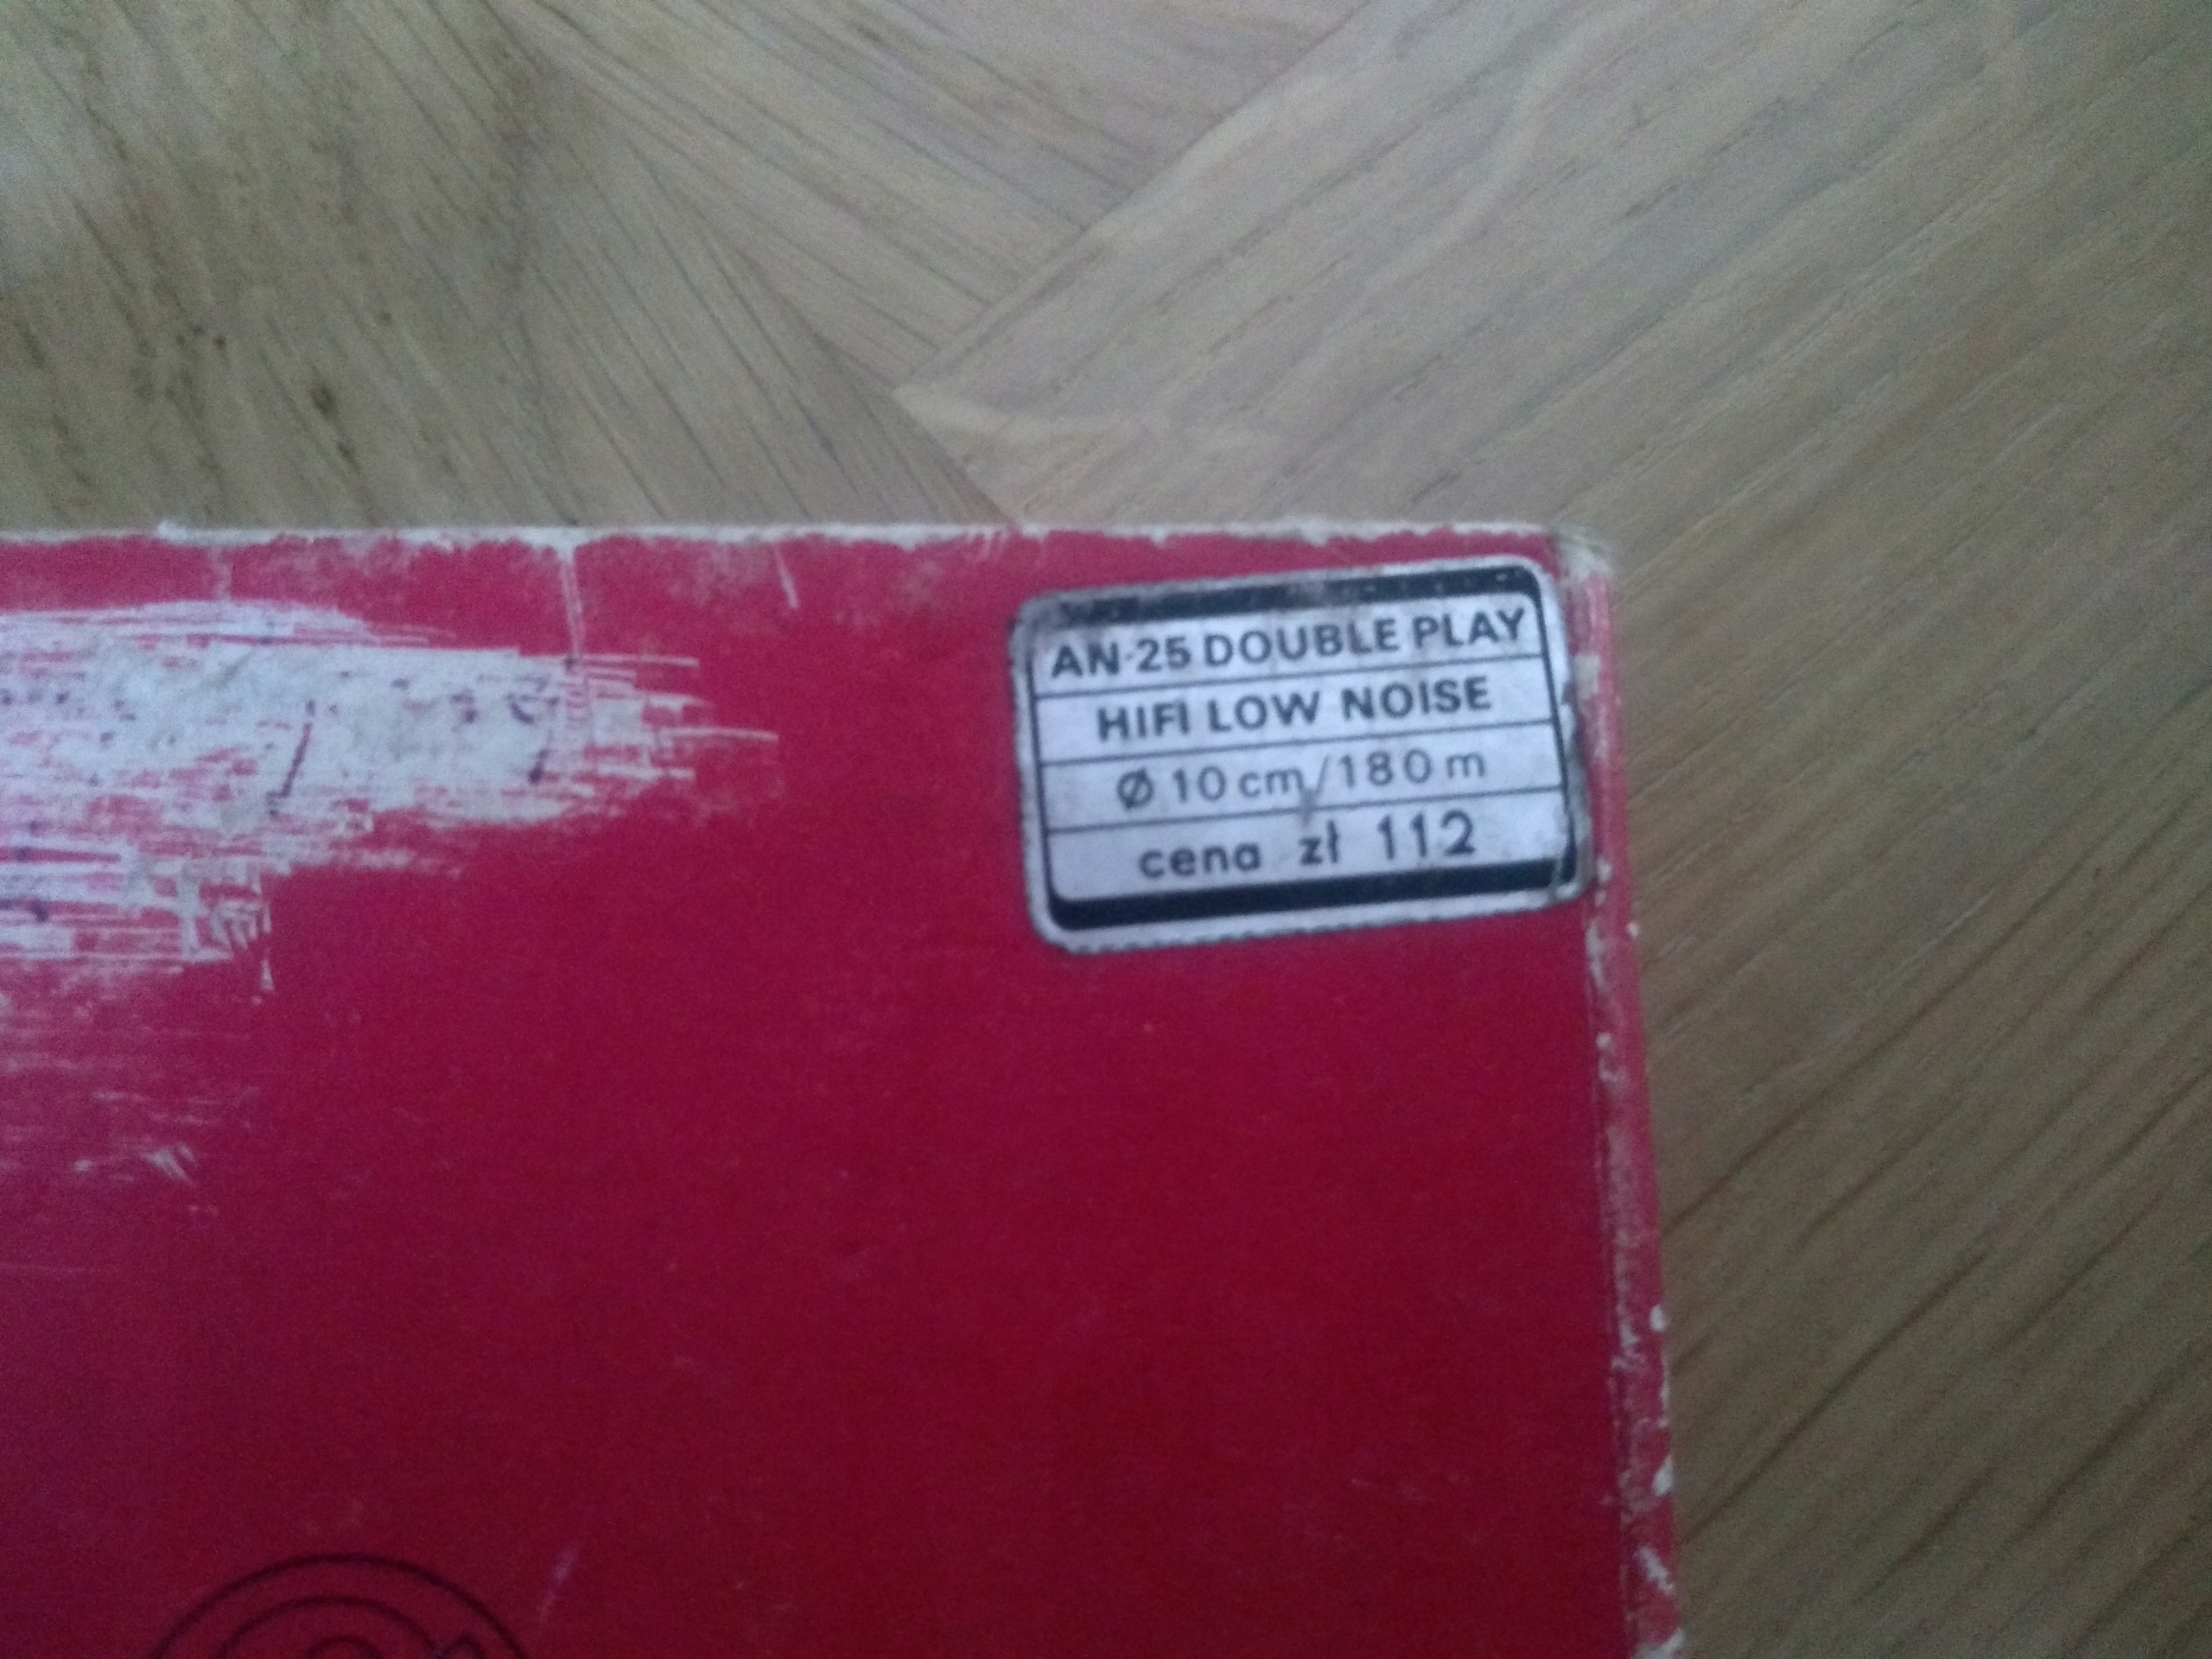 AN-25 DOUBLE PLAY
HIFI LOW NOISE
Ø 10 cm/180 m
cena zł 112